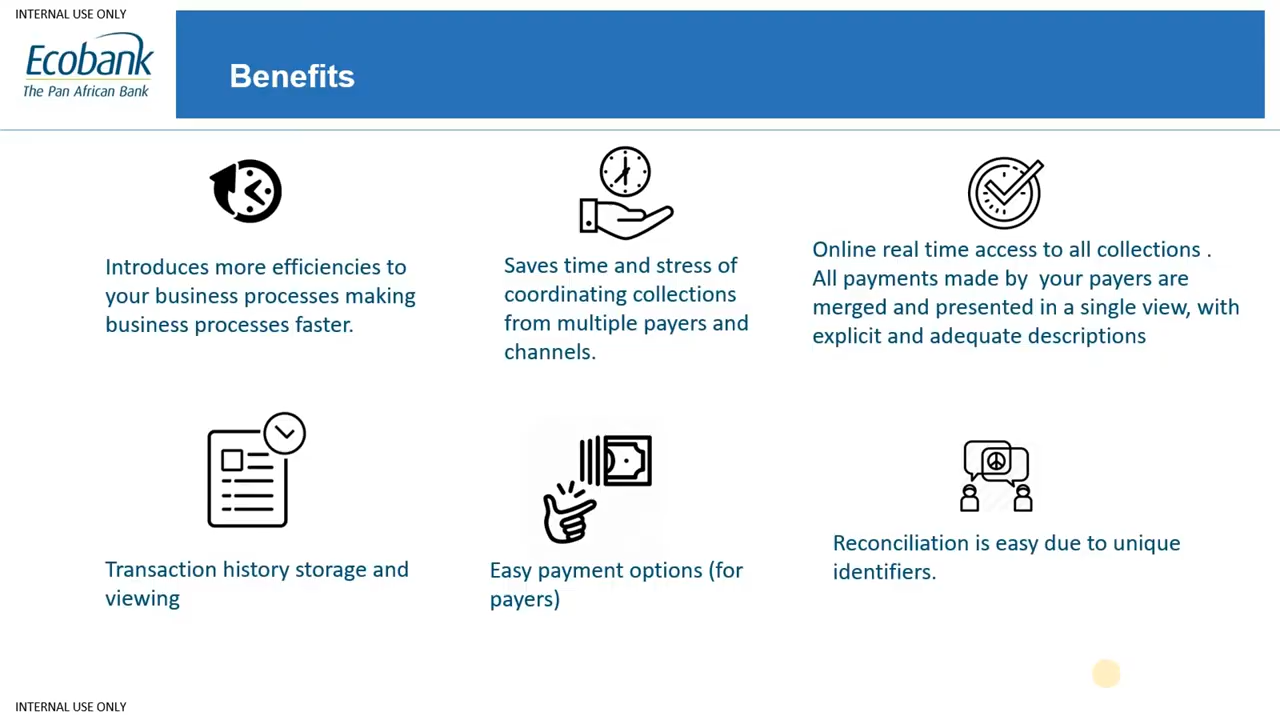 INTERNAL USE ONLY
Ecobank
The Pan African Bank
Benefits
Introduces more efficiencies to
your business processes making
business processes faster.
Saves time and stress of
coordinating collections
from multiple payers and
channels.
Online real time access to all collections .
All payments made by  your payers are
merged and presented in a single view, with
explicit and adequate descriptions
Transaction history storage and
viewing
Easy payment options (for
payers)
Reconciliation is easy due to unique
identifiers.
INTERNAL USE ONLY